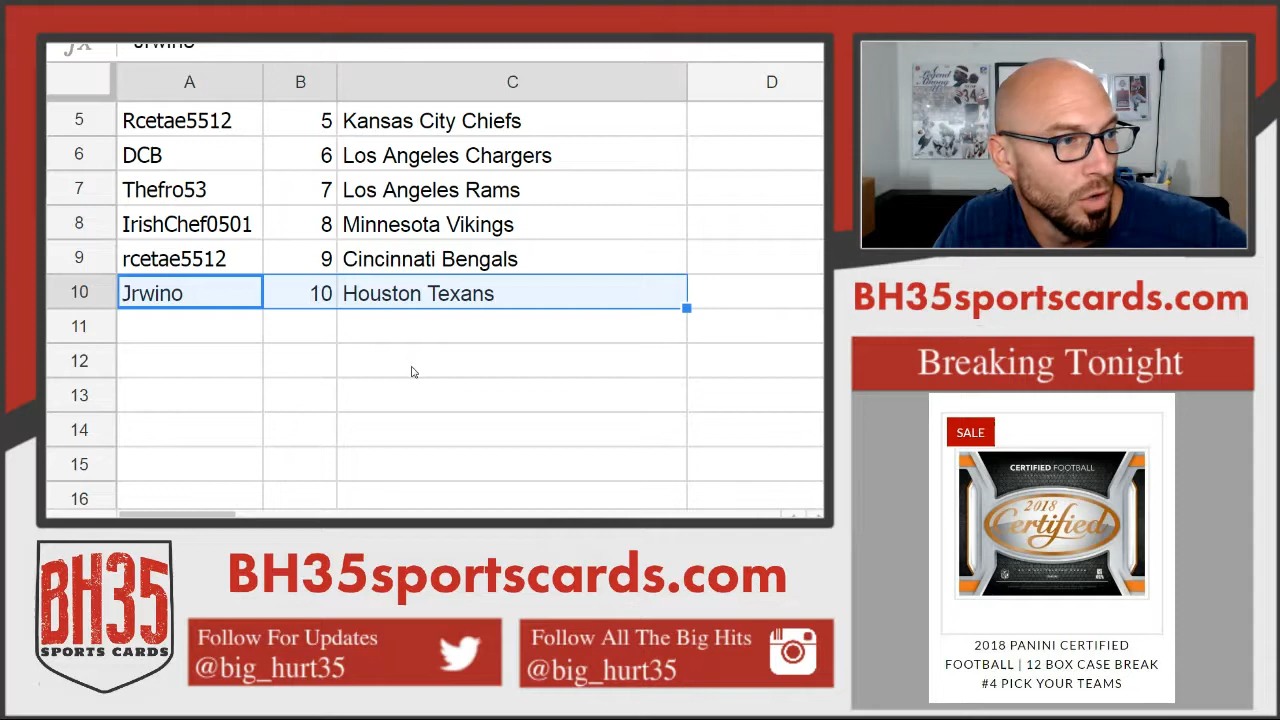 fx Jrwino
A B C D
5 Rcetae5512 5 Kansas City Chiefs
6 DCB 6 Los Angeles Chargers
7 Thefro53 7 Los Angeles Rams
8 IrishChef0501 8 Minnesota Vikings
9 rcetae5512 9 Cincinnati Bengals
10 Jrwino 10 Houston Texans
11
12
13
14
15
16
34
BH35sportscards.com
Breaking Tonight
SALE
CERTIFIED FOOTBALL
2018
Certified
2018 PANINI CERTIFIED
FOOTBALL | 12 BOX CASE BREAK
#4 PICK YOUR TEAMS
BH35
SPORTS CARDS
BH35sportscards.com
Follow For Updates
@big_hurt35
Follow All The Big Hits
@big_hurt35